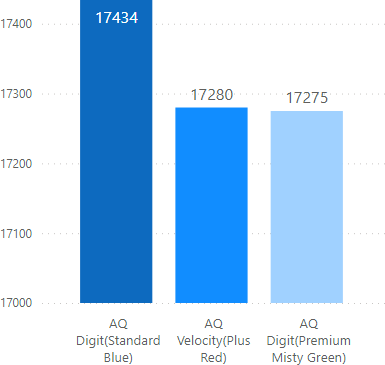 17400
17434
17300
17280
17275
17200
17100
17000
AQ
Digit(Standard
Blue)
AQ
Velocity(Plus
Red)
AQ
Digit(Premium
Misty Green)